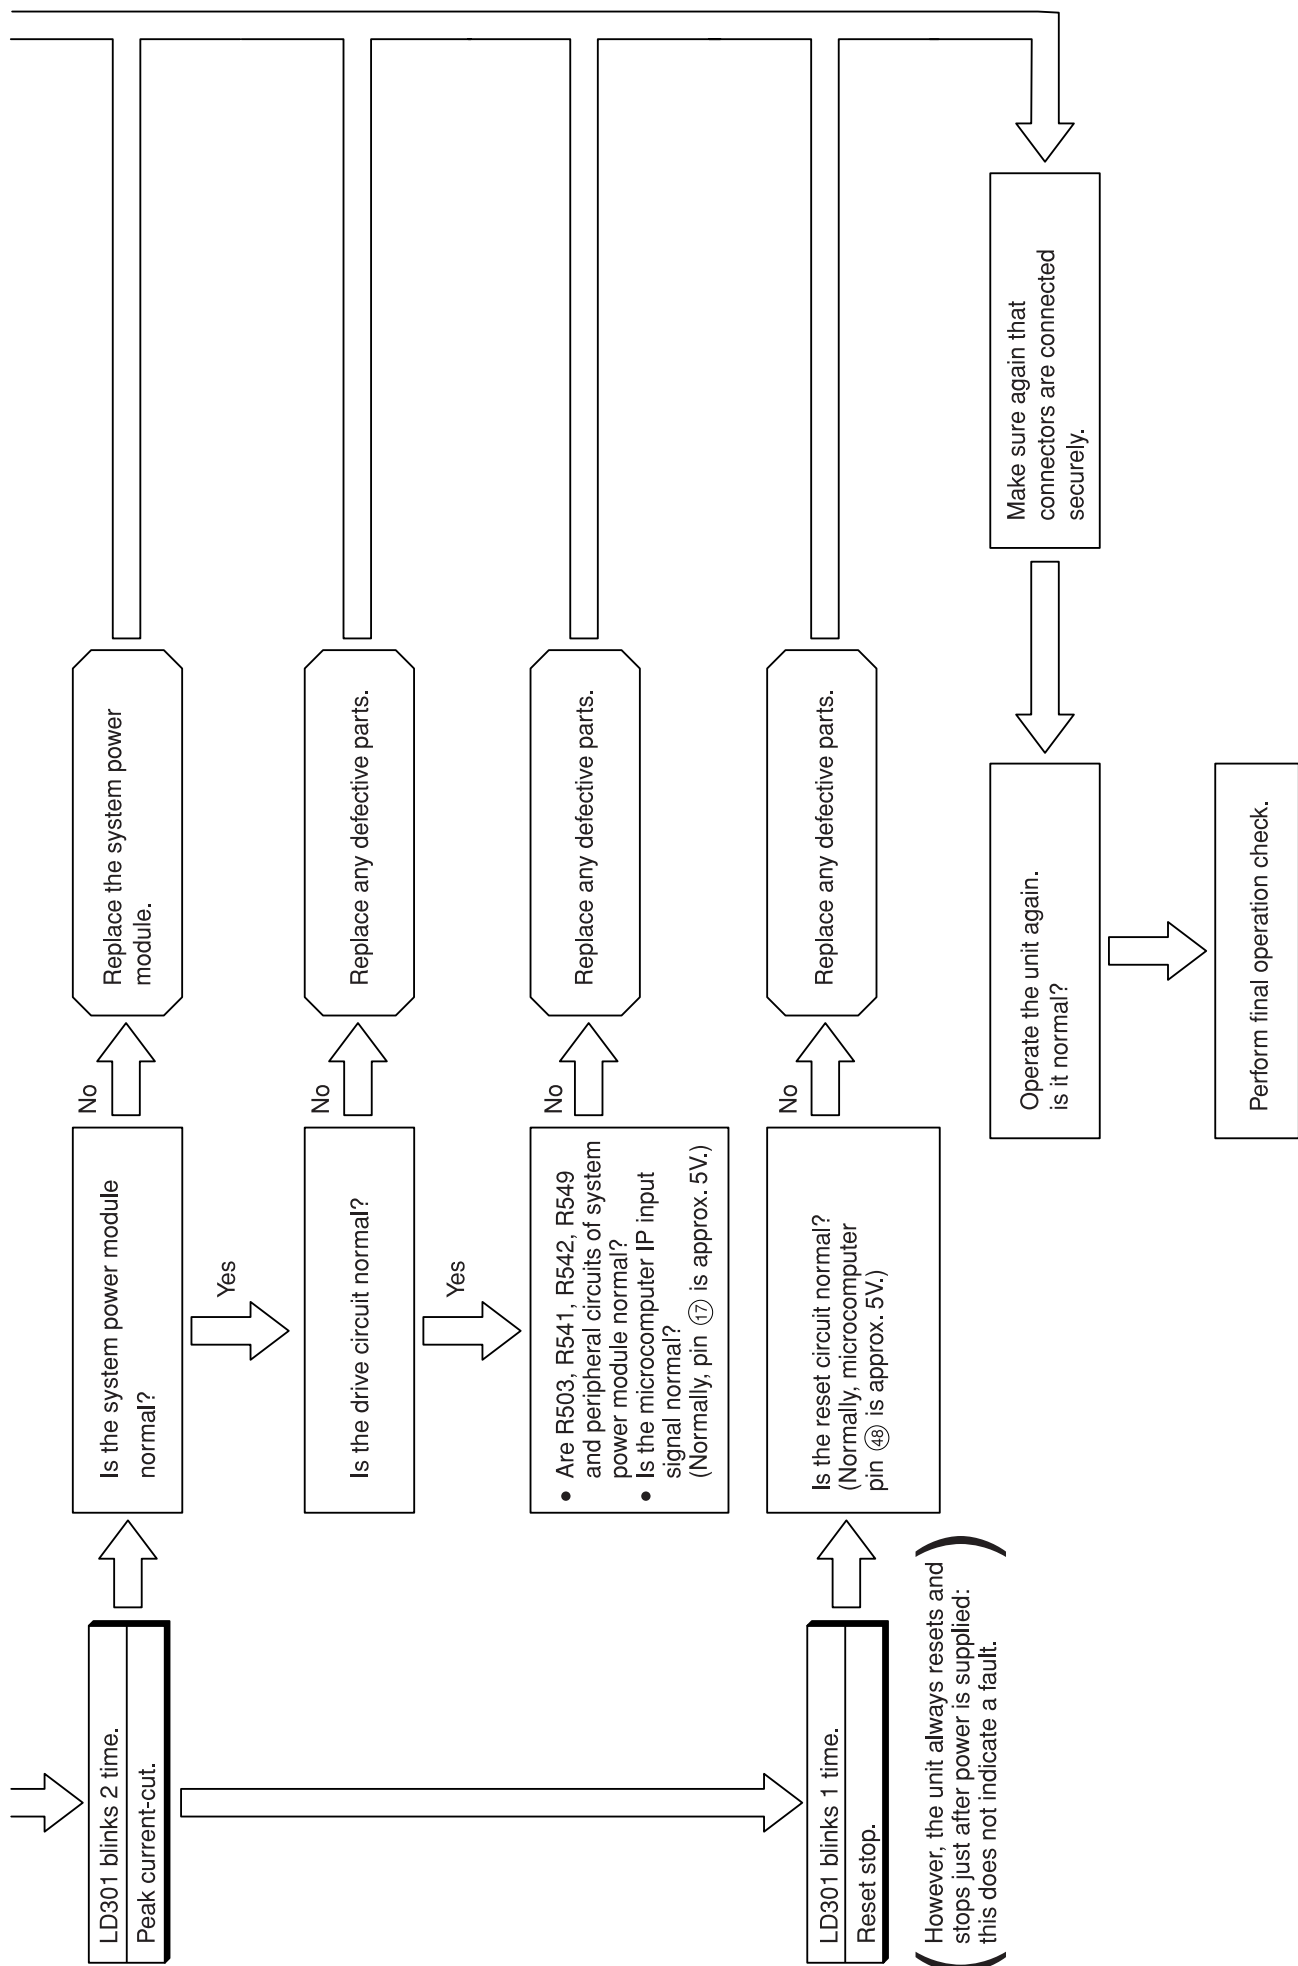 LD301 blinks 2 time.
Peak current-cut.
Is the system power module
normal?
No
Replace the system power
module.
Yes
Is the drive circuit normal?
No
Replace any defective parts.
Yes
• Are R503, R541, R542, R549
and peripheral circuits of system
power module normal?
• Is the microcomputer IP input
signal normal?
(Normally, pin ⑰ is approx. 5V.)
No
Replace any defective parts.
LD301 blinks 1 time.
Reset stop.
Is the reset circuit normal?
(Normally, microcomputer
pin ㊽ is approx. 5V.)
No
Replace any defective parts.
(However, the unit always resets and
stops just after power is supplied:
this does not indicate a fault.)
Make sure again that
connectors are connected
securely.
Operate the unit again.
is it normal?
Perform final operation check.